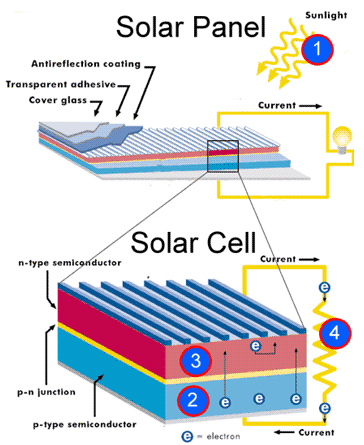 Solar Panel
Sunlight
1
Antireflection coating
Transparent adhesive
Cover glass
Current
Solar Cell
Current
n-type semiconductor
e
4
e
3
p-n junction
2
e
e
e
e
p-type semiconductor
Current
e = electron